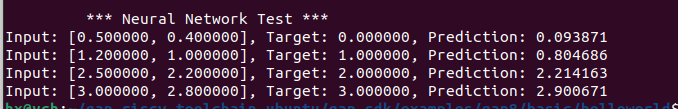 *** Neural Network Test ***
Input: [0.500000, 0.400000], Target: 0.000000, Prediction: 0.093871
Input: [1.200000, 1.000000], Target: 1.000000, Prediction: 0.804686
Input: [2.500000, 2.200000], Target: 2.000000, Prediction: 2.214163
Input: [3.000000, 2.800000], Target: 3.000000, Prediction: 2.900671